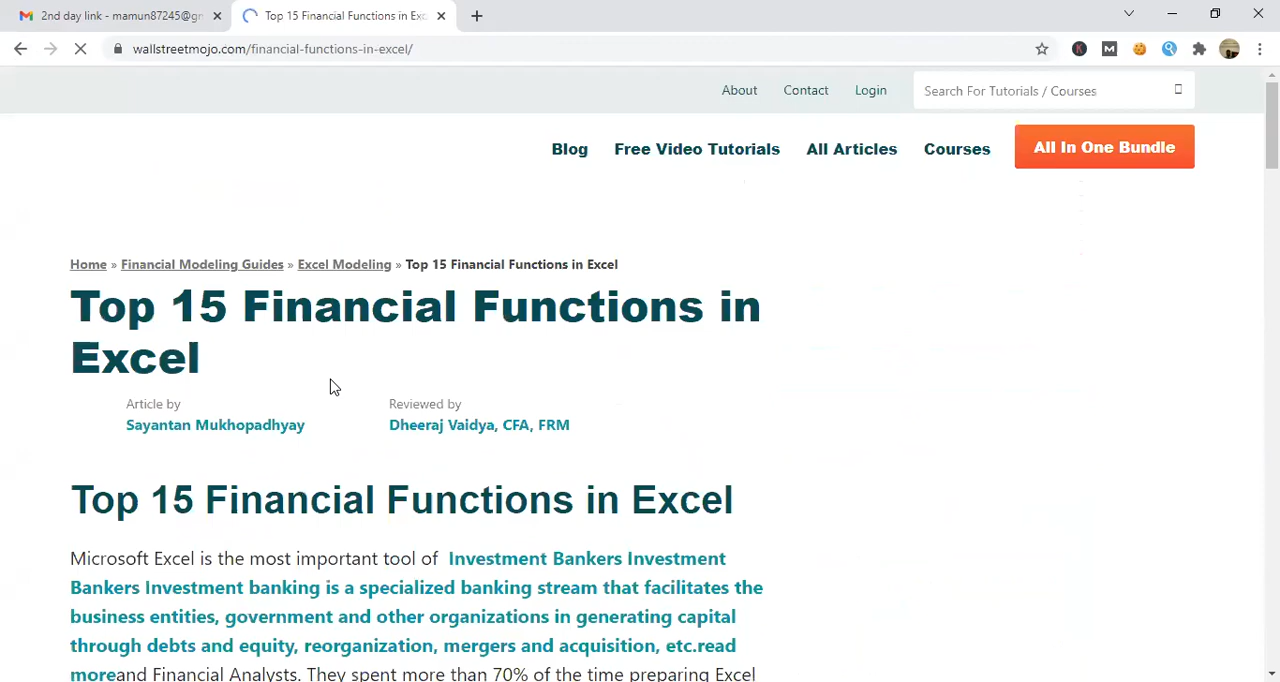 2nd day link - mamun87245@gm
Top 15 Financial Functions in Exc
wallstreetmojo.com/financial-functions-in-excel/
About Contact Login Search For Tutorials / Courses
Blog Free Video Tutorials All Articles Courses All In One Bundle
Home » Financial Modeling Guides » Excel Modeling » Top 15 Financial Functions in Excel
Top 15 Financial Functions in
Excel
Article by Reviewed by
Sayantan Mukhopadhyay Dheeraj Vaidya, CFA, FRM
Top 15 Financial Functions in Excel
Microsoft Excel is the most important tool of Investment Bankers Investment
Bankers Investment banking is a specialized banking stream that facilitates the
business entities, government and other organizations in generating capital
through debts and equity, reorganization, mergers and acquisition, etc.read
moreand Financial Analysts. They spent more than 70% of the time preparing Excel